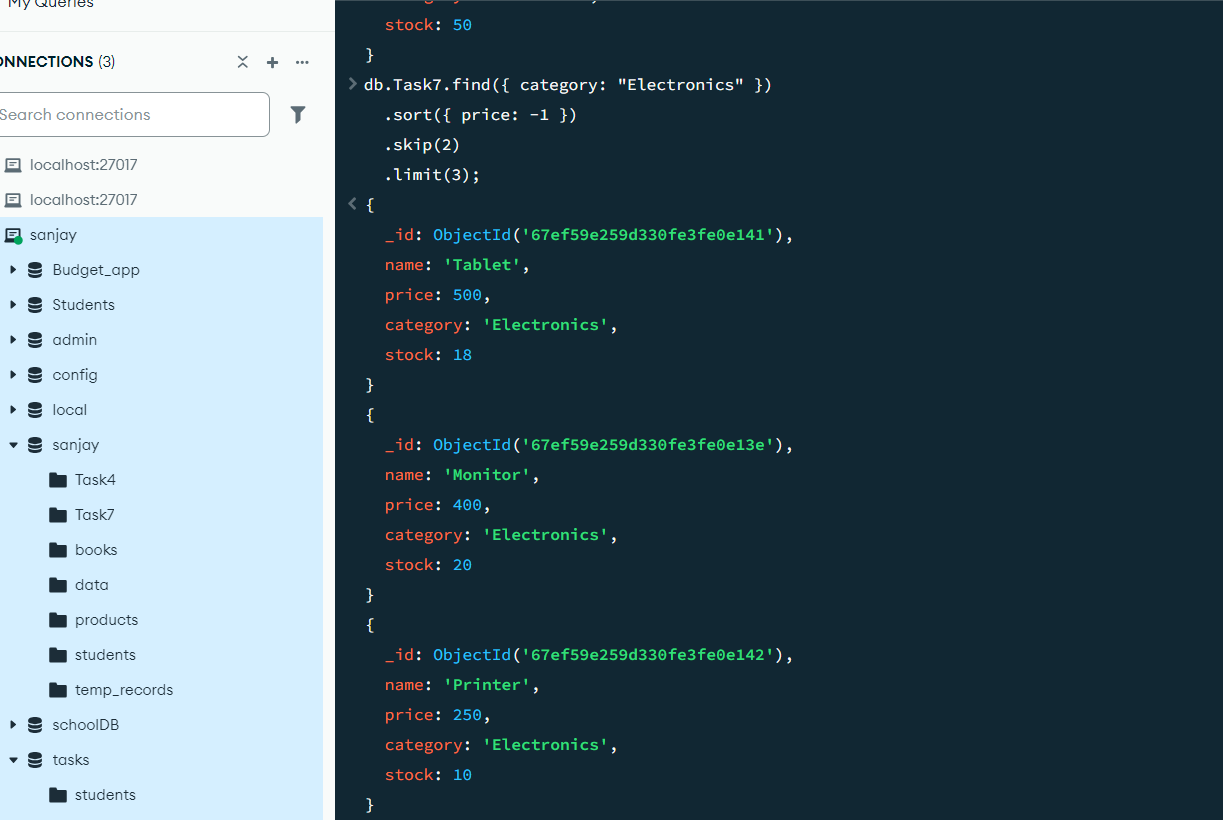 My Queries
ONNECTIONS (3)
Search connections
localhost:27017
localhost:27017
sanjay
Budget_app
Students
admin
config
local
sanjay
Task4
Task7
books
data
products
students
temp_records
schoolDB
tasks
students
stock: 50
}
db.Task7.find({ category: "Electronics" })
.sort({ price: -1 })
.skip(2)
.limit(3);
{
_id: ObjectId('67ef59e259d330fe3fe0e141'),
name: 'Tablet',
price: 500,
category: 'Electronics',
stock: 18
}
{
_id: ObjectId('67ef59e259d330fe3fe0e13e'),
name: 'Monitor',
price: 400,
category: 'Electronics',
stock: 20
}
{
_id: ObjectId('67ef59e259d330fe3fe0e142'),
name: 'Printer',
price: 250,
category: 'Electronics',
stock: 10
}